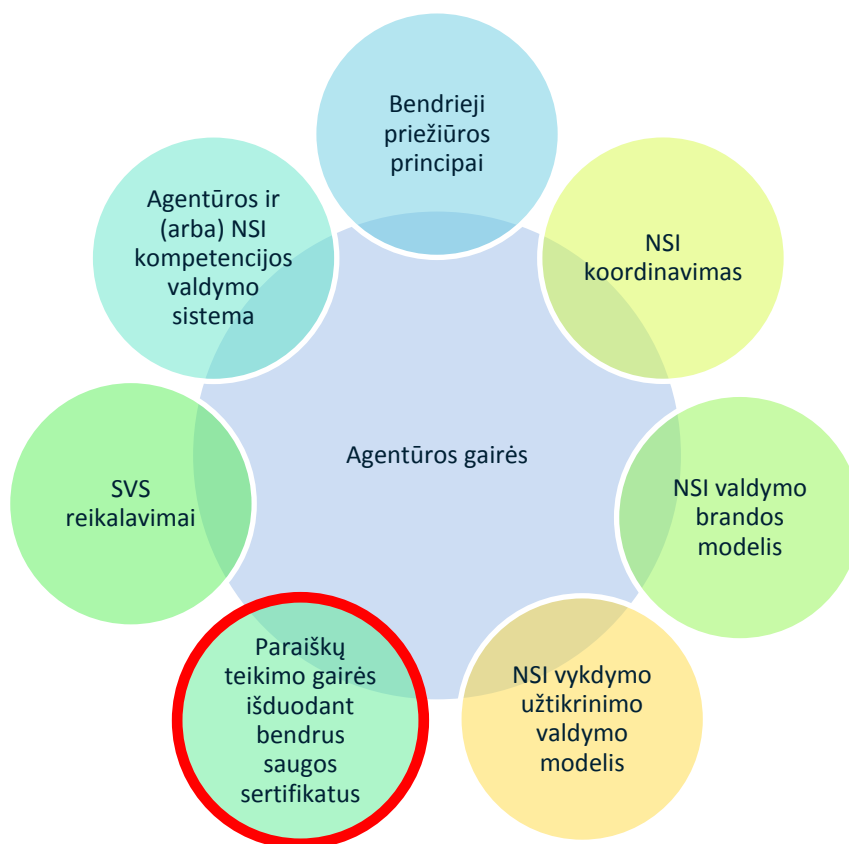 Bendrieji
priežiūros
principai
Agentūros ir
(arba) NSI
kompetencijos
valdymo
sistema
NSI
koordinavimas
Agentūros gairės
SVS
reikalavimai
NSI valdymo
brandos
modelis
Paraiškų
teikimo gairės
išduodant
bendrus
saugos
sertifikatus
NSI vykdymo
užtikrinimo
valdymo
modelis